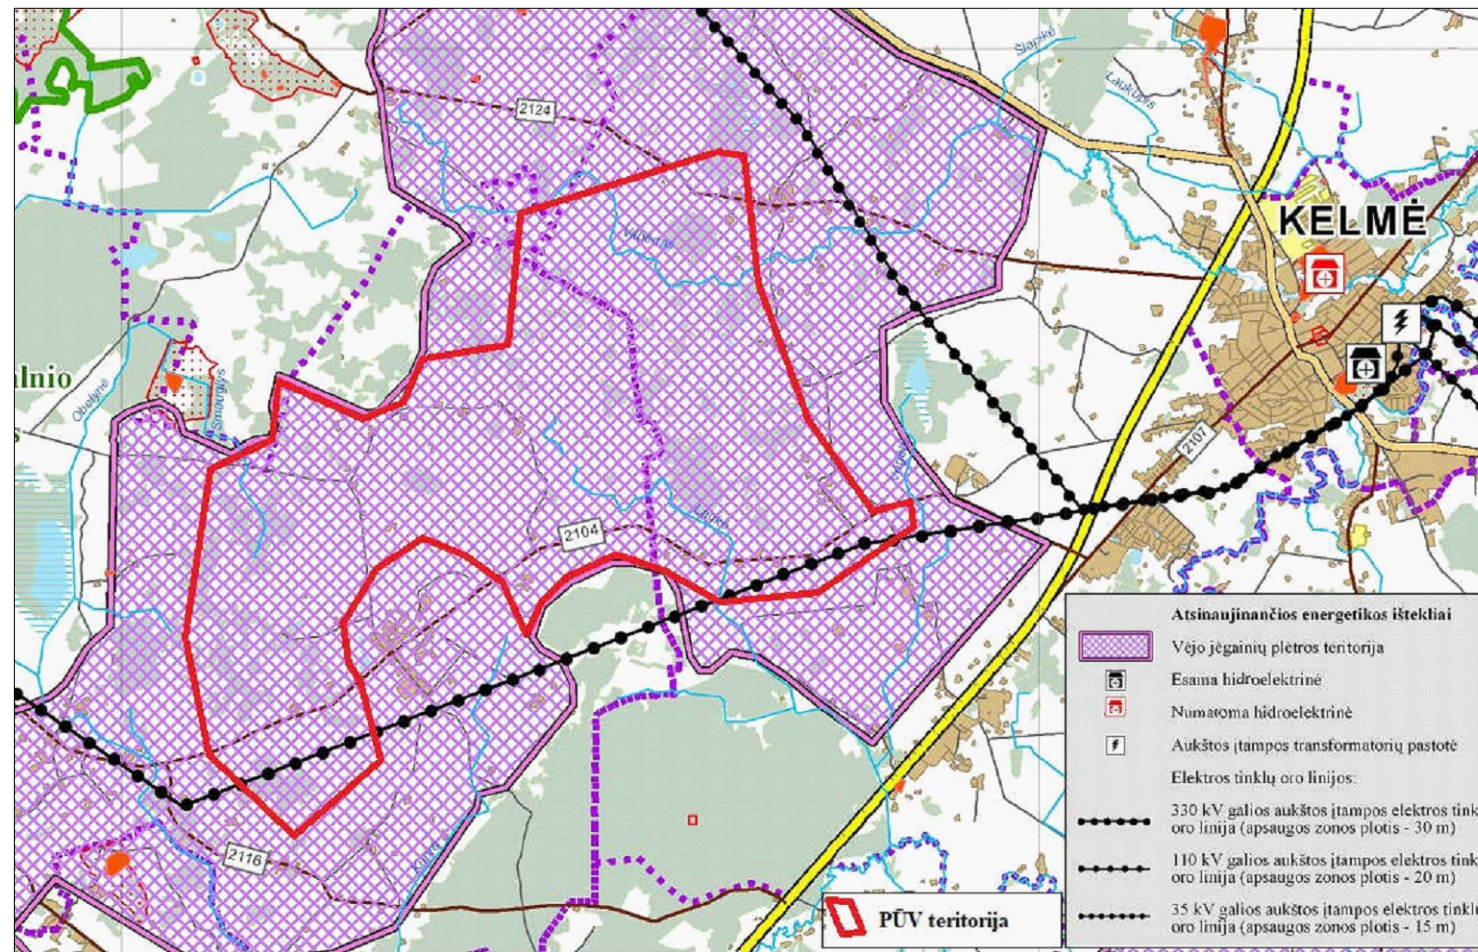 2124
Šlapikė
Laukupis
KELMĖ
Vilbenas
lnio
Obelynė
Smaugis
s
2107
2104
2116
Atsinaujinančios energetikos ištekliai
Vėjo jėgainių plėtros teritorija
Esama hidroelektrinė
Numatoma hidroelektrinė
Aukštos įtampos transformatorių pastotė
Elektros tinklų oro linijos:
330 kV galios aukštos įtampos elektros tink
oro linija (apsaugos zonos plotis - 30 m)
110 kV galios aukštos įtampos elektros tink
oro linija (apsaugos zonos plotis - 20 m)
35 kV galios aukštos įtampos elektros tinkl
oro linija (apsaugos zonos plotis - 15 m)
PŪV teritorija